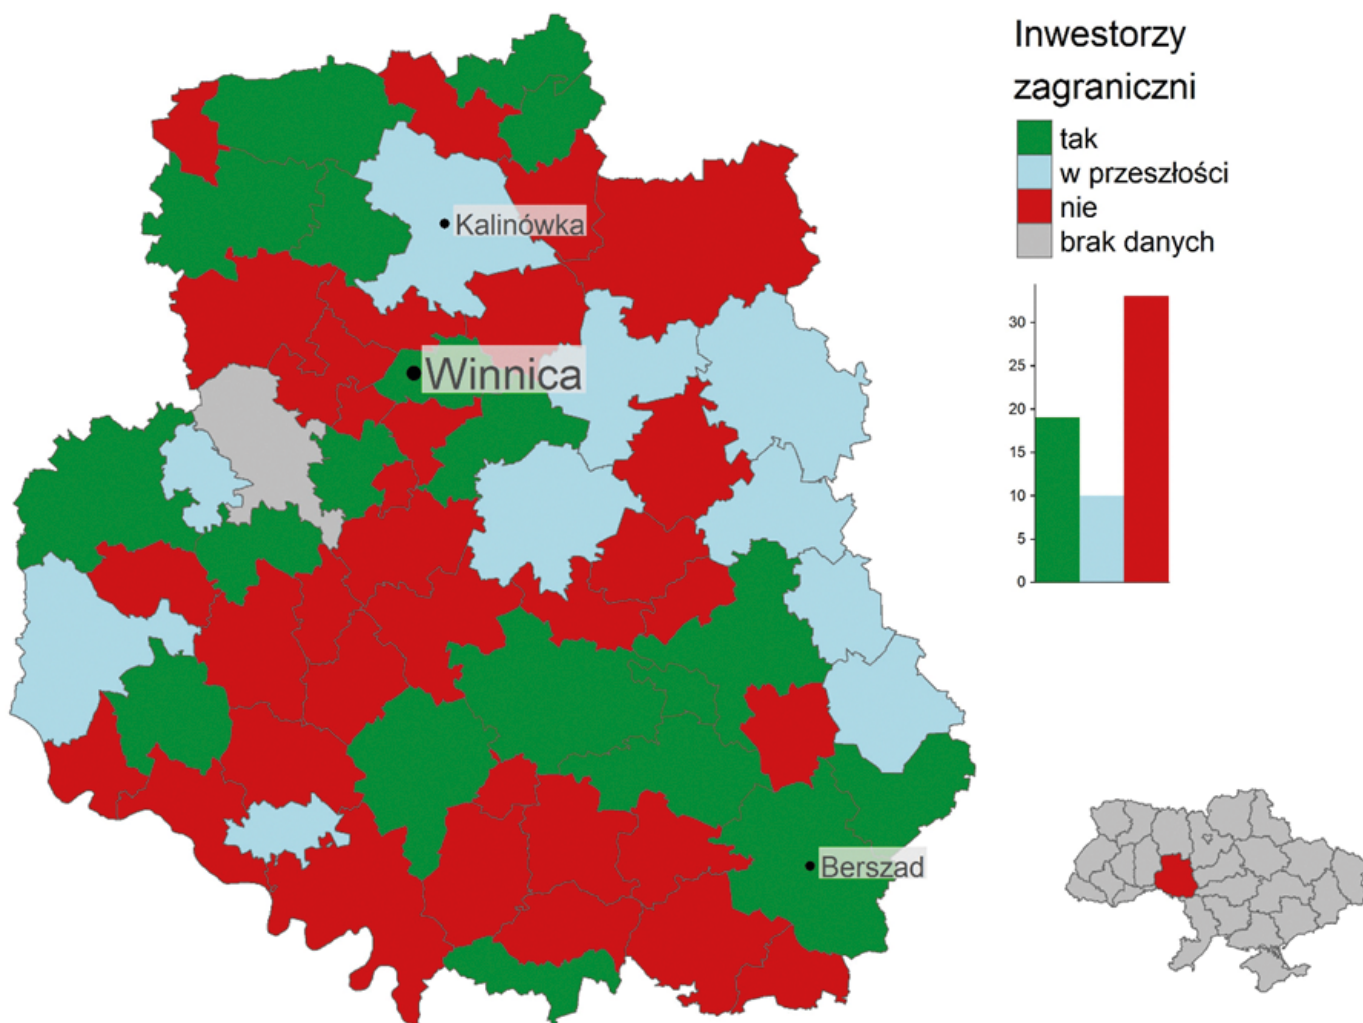 Inwestorzy
zagraniczni
tak
w przeszłości
nie
brak danych
Kalinówka
Winnica
Berszad
30
25
20
15
10
5
0